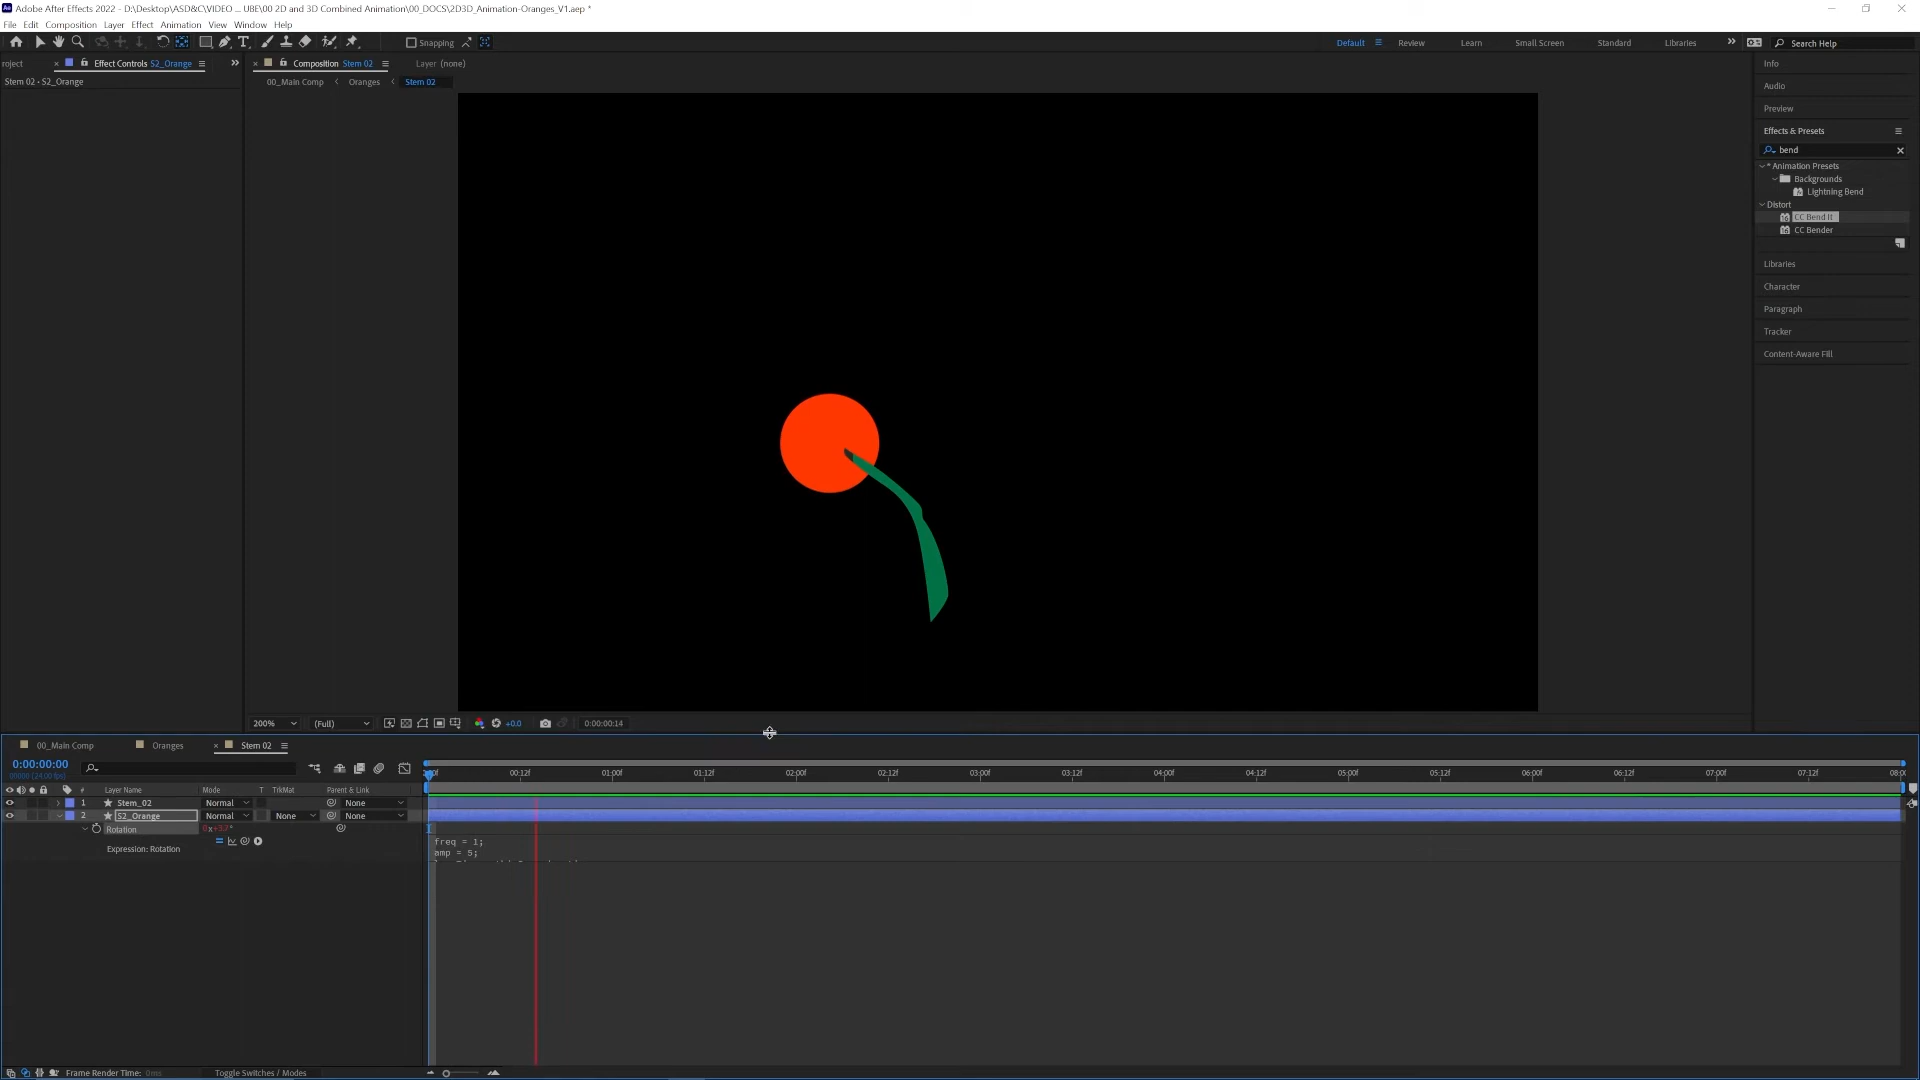 Adobe After Effects 2022 - D:\Desktop\ASD&C\VIDEO ... UBE\00 2D and 3D Combined Animation\00_DOCS\2D3D_Animation-Oranges_V1.aep *
File Edit Composition Layer Effect Animation View Window Help
Snapping
Default Review Learn Small Screen Standard Libraries Search Help
roject Effect Controls S2_Orange Composition Stem 02 Layer (none)
Stem 02 • S2_Orange
00_Main Comp Oranges Stem 02
Info
Audio
Preview
Effects & Presets
bend
* Animation Presets
Backgrounds
Lightning Bend
Distort
CC Bend It
CC Bender
Libraries
Character
Paragraph
Tracker
Content-Aware Fill
200% (Full) +0.0 0:00:00:14
00_Main Comp Oranges Stem 02
0:00:00:00
00000 (24.00 fps)
00:12f 01:00f 01:12f 02:00f 02:12f 03:00f 03:12f 04:00f 04:12f 05:00f 05:12f 06:00f 06:12f 07:00f 07:12f
# Layer Name Mode T TrkMat Parent & Link
1 Stem_02 Normal None
2 S2_Orange Normal None None
Rotation
Expression: Rotation
freq = 1;
amp = 5;
Frame Render Time: 0ms Toggle Switches / Modes